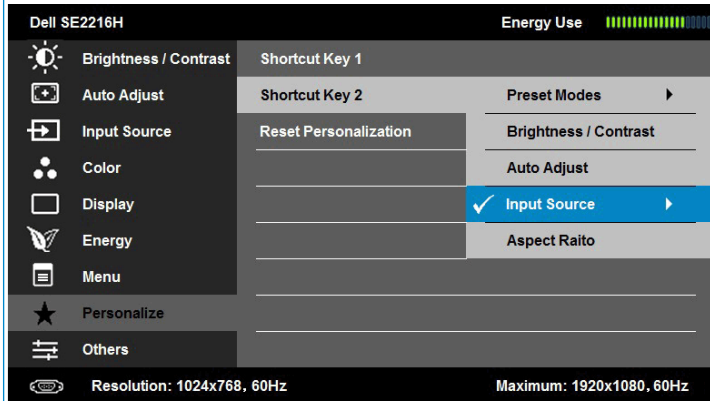 Dell SE2216H Energy Use
Brightness / Contrast Shortcut Key 1
Auto Adjust Shortcut Key 2 Preset Modes
Input Source Reset Personalization Brightness / Contrast
Color Auto Adjust
Display Input Source
Energy Aspect Raito
Menu
Personalize
Others
Resolution: 1024x768, 60Hz Maximum: 1920x1080, 60Hz